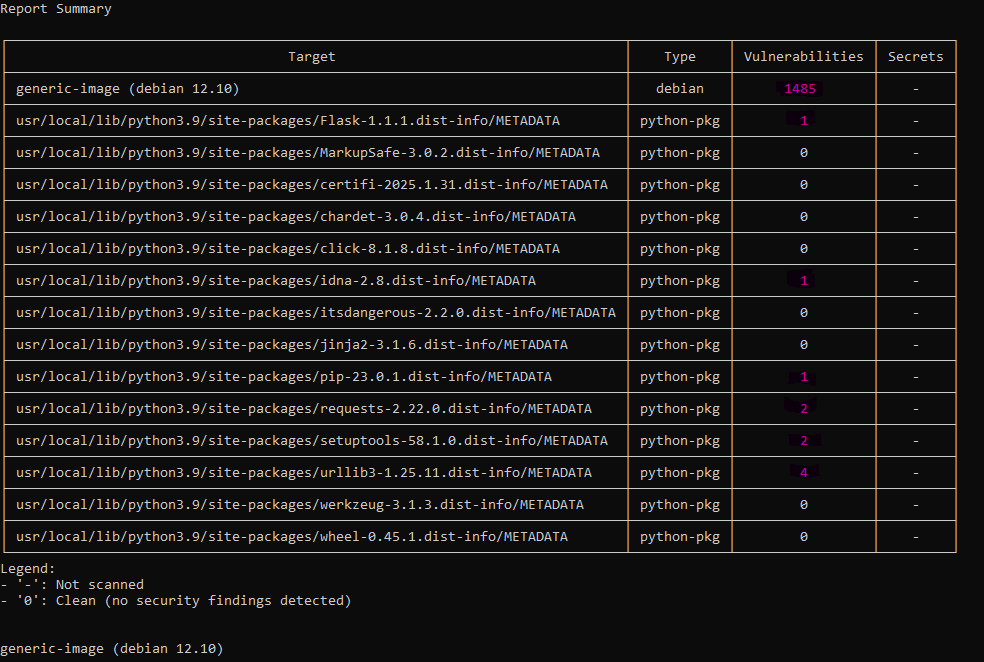 Report Summary
Target Type Vulnerabilities Secrets
generic-image (debian 12.10) debian 1485 -
usr/local/lib/python3.9/site-packages/Flask-1.1.1.dist-info/METADATA python-pkg 1 -
usr/local/lib/python3.9/site-packages/MarkupSafe-3.0.2.dist-info/METADATA python-pkg 0 -
usr/local/lib/python3.9/site-packages/certifi-2025.1.31.dist-info/METADATA python-pkg 0 -
usr/local/lib/python3.9/site-packages/chardet-3.0.4.dist-info/METADATA python-pkg 0 -
usr/local/lib/python3.9/site-packages/click-8.1.8.dist-info/METADATA python-pkg 0 -
usr/local/lib/python3.9/site-packages/idna-2.8.dist-info/METADATA python-pkg 1 -
usr/local/lib/python3.9/site-packages/itsdangerous-2.2.0.dist-info/METADATA python-pkg 0 -
usr/local/lib/python3.9/site-packages/jinja2-3.1.6.dist-info/METADATA python-pkg 0 -
usr/local/lib/python3.9/site-packages/pip-23.0.1.dist-info/METADATA python-pkg 1 -
usr/local/lib/python3.9/site-packages/requests-2.22.0.dist-info/METADATA python-pkg 2 -
usr/local/lib/python3.9/site-packages/setuptools-58.1.0.dist-info/METADATA python-pkg 2 -
usr/local/lib/python3.9/site-packages/urllib3-1.25.11.dist-info/METADATA python-pkg 4 -
usr/local/lib/python3.9/site-packages/werkzeug-3.1.3.dist-info/METADATA python-pkg 0 -
usr/local/lib/python3.9/site-packages/wheel-0.45.1.dist-info/METADATA python-pkg 0 -
Legend:
- '-': Not scanned
- '0': Clean (no security findings detected)
generic-image (debian 12.10)